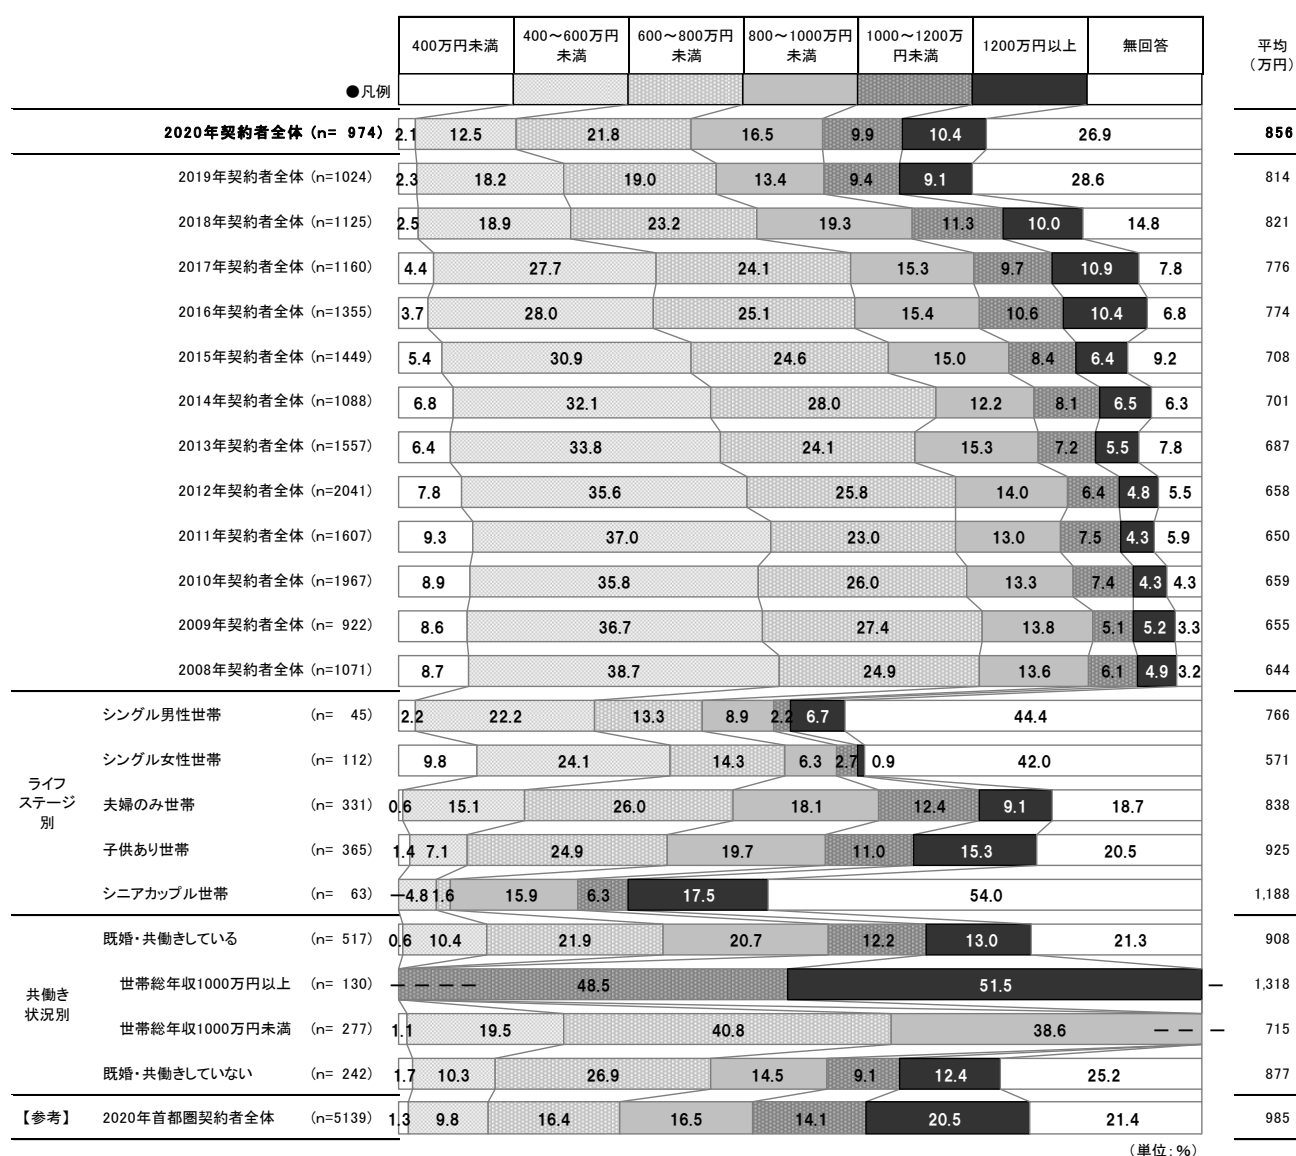 400万円未満 400～600万円未満 600～800万円未満 800～1000万円未満 1000～1200万円未満 1200万円以上 無回答 平均（万円）
●凡例
2020年契約者全体 (n= 974) 2.1 12.5 21.8 16.5 9.9 10.4 26.9 856
2019年契約者全体 (n=1024) 2.3 18.2 19.0 13.4 9.4 9.1 28.6 814
2018年契約者全体 (n=1125) 2.5 18.9 23.2 19.3 11.3 10.0 14.8 821
2017年契約者全体 (n=1160) 4.4 27.7 24.1 15.3 9.7 10.9 7.8 776
2016年契約者全体 (n=1355) 3.7 28.0 25.1 15.4 10.6 10.4 6.8 774
2015年契約者全体 (n=1449) 5.4 30.9 24.6 15.0 8.4 6.4 9.2 708
2014年契約者全体 (n=1088) 6.8 32.1 28.0 12.2 8.1 6.5 6.3 701
2013年契約者全体 (n=1557) 6.4 33.8 24.1 15.3 7.2 5.5 7.8 687
2012年契約者全体 (n=2041) 7.8 35.6 25.8 14.0 6.4 4.8 5.5 658
2011年契約者全体 (n=1607) 9.3 37.0 23.0 13.0 7.5 4.3 5.9 650
2010年契約者全体 (n=1967) 8.9 35.8 26.0 13.3 7.4 4.3 4.3 659
2009年契約者全体 (n= 922) 8.6 36.7 27.4 13.8 5.1 5.2 3.3 655
2008年契約者全体 (n=1071) 8.7 38.7 24.9 13.6 6.1 4.9 3.2 644
ライフステージ別
シングル男性世帯 (n= 45) 2.2 22.2 13.3 8.9 2.2 6.7 44.4 766
シングル女性世帯 (n= 112) 9.8 24.1 14.3 6.3 2.7 0.9 42.0 571
夫婦のみ世帯 (n= 331) 0.6 15.1 26.0 18.1 12.4 9.1 18.7 838
子供あり世帯 (n= 365) 1.4 7.1 24.9 19.7 11.0 15.3 20.5 925
シニアカップル世帯 (n= 63) — 4.8 1.6 15.9 6.3 17.5 54.0 1,188
共働き状況別
既婚・共働きしている (n= 517) 0.6 10.4 21.9 20.7 12.2 13.0 21.3 908
世帯総年収1000万円以上 (n= 130) — — — — 48.5 51.5 — 1,318
世帯総年収1000万円未満 (n= 277) 1.1 19.5 40.8 38.6 — — — 715
既婚・共働きしていない (n= 242) 1.7 10.3 26.9 14.5 9.1 12.4 25.2 877
【参考】 2020年首都圏契約者全体 (n=5139) 1.3 9.8 16.4 16.5 14.1 20.5 21.4 985
（単位：％）